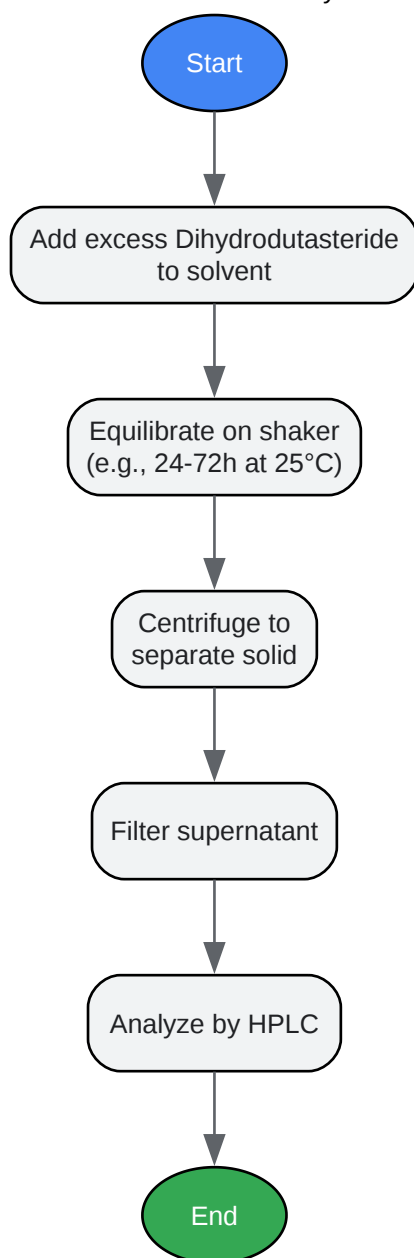 Start
Add excess Dihydrodutasteride
to solvent
Equilibrate on shaker
(e.g., 24-72h at 25°C)
Centrifuge to
separate solid
Filter supernatant
Analyze by HPLC
End